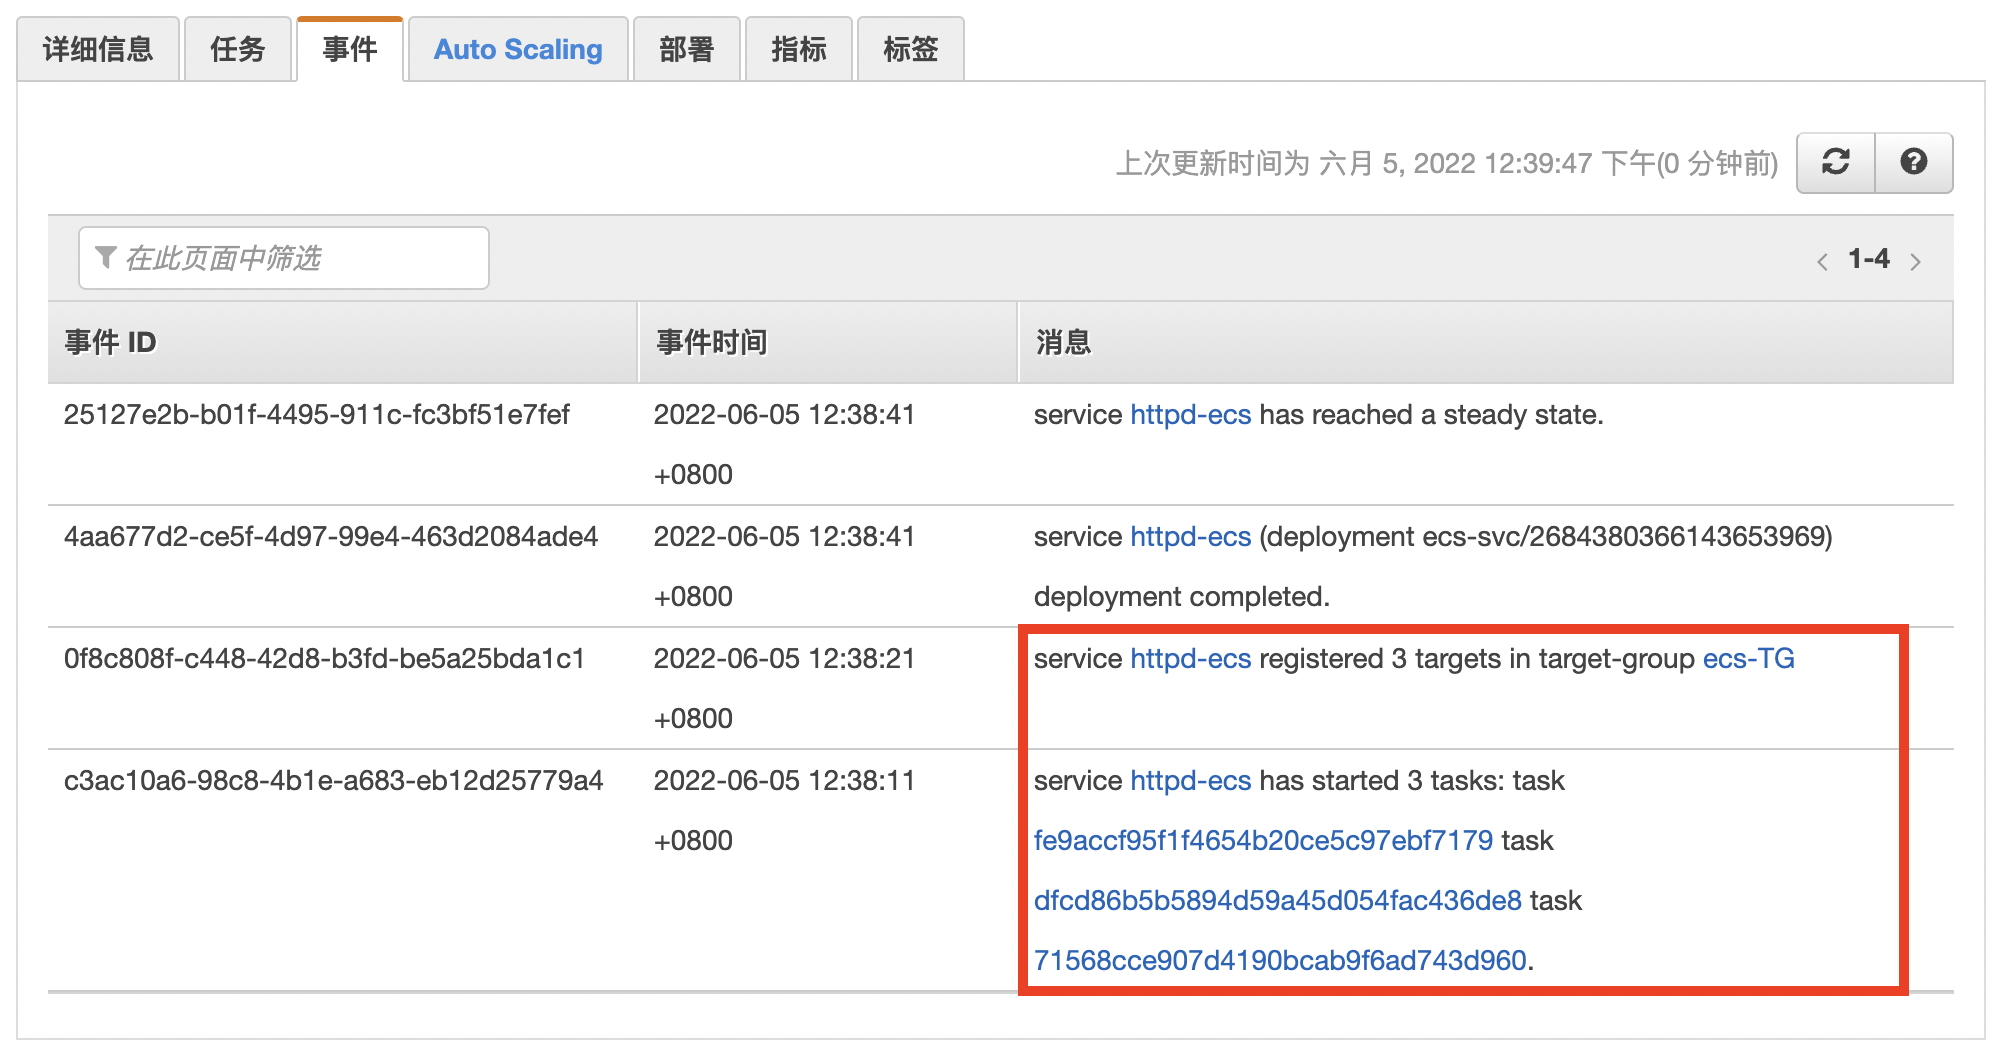 详细信息 任务 事件 Auto Scaling 部署 指标 标签
上次更新时间为 六月 5, 2022 12:39:47 下午(0 分钟前)
在此页面中筛选
1-4
事件 ID 事件时间 消息
25127e2b-b01f-4495-911c-fc3bf51e7fef 2022-06-05 12:38:41 service httpd-ecs has reached a steady state.
+0800
4aa677d2-ce5f-4d97-99e4-463d2084ade4 2022-06-05 12:38:41 service httpd-ecs (deployment ecs-svc/2684380366143653969)
+0800 deployment completed.
0f8c808f-c448-42d8-b3fd-be5a25bda1c1 2022-06-05 12:38:21 service httpd-ecs registered 3 targets in target-group ecs-TG
+0800
c3ac10a6-98c8-4b1e-a683-eb12d25779a4 2022-06-05 12:38:11 service httpd-ecs has started 3 tasks: task
+0800 fe9accf95f1f4654b20ce5c97ebf7179 task
dfcd86b5b5894d59a45d054fac436de8 task
71568cce907d4190bcab9f6ad743d960.